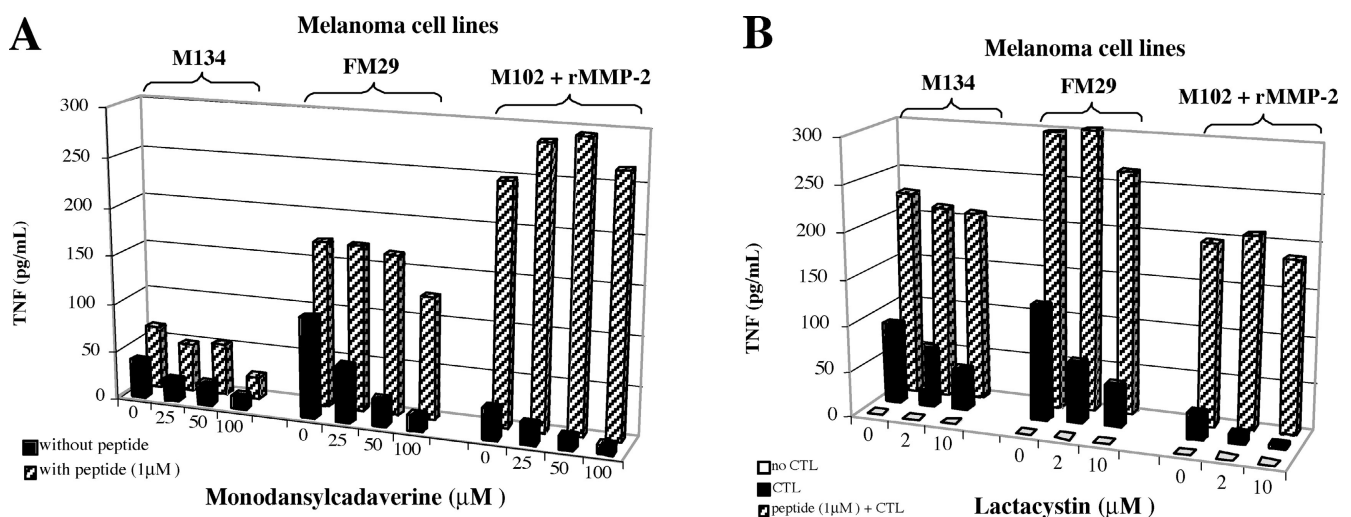 A
Melanoma cell lines
M134
FM29
M102 + rMMP-2
300
250
200
150
100
50
0
TNF (pg/mL)
0 25 50 100
0 25 50 100
0 25 50 100
without peptide
with peptide (1μM )
Monodansylcadaverine (μM )
B
Melanoma cell lines
M134
FM29
M102 + rMMP-2
300
250
200
150
100
50
0
TNF (pg/mL)
0 2 10
0 2 10
0 2 10
no CTL
CTL
peptide (1μM ) + CTL
Lactacystin (μM )